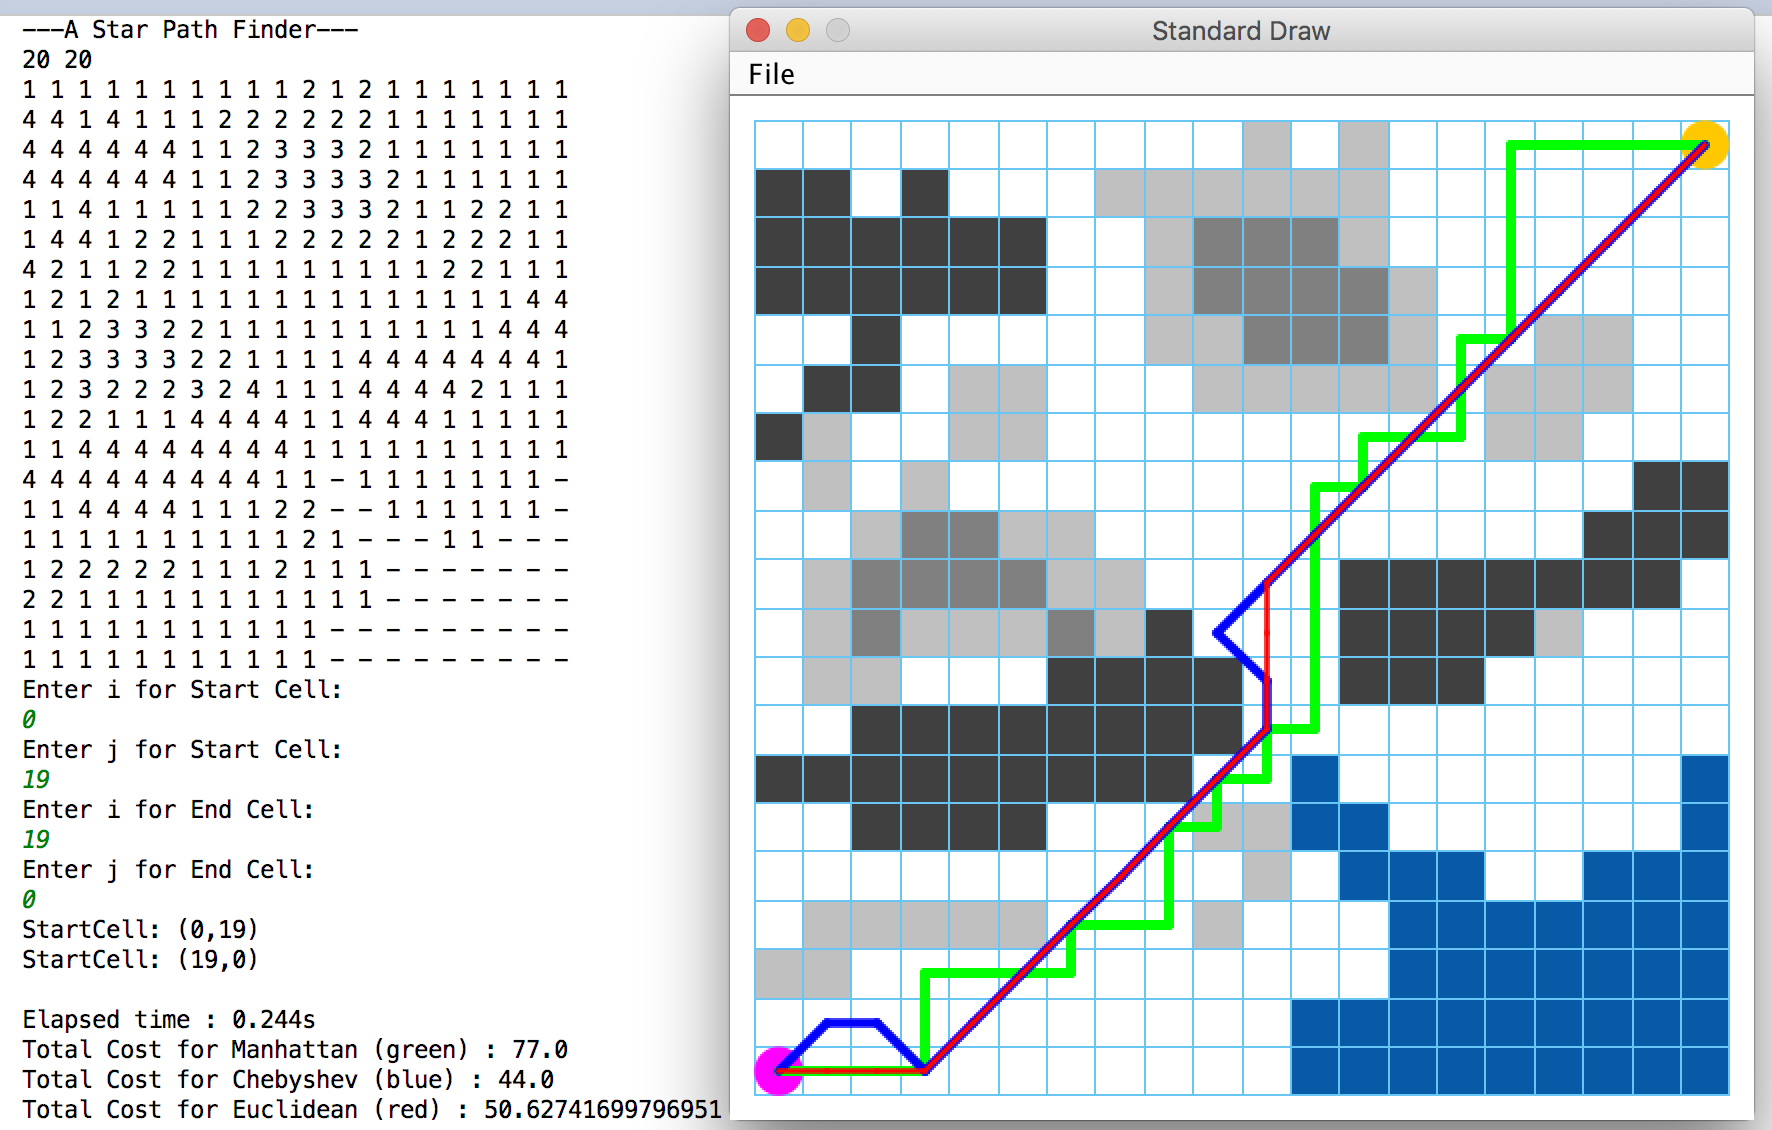 ---A Star Path Finder---
20 20
1 1 1 1 1 1 1 1 1 1 2 1 2 1 1 1 1 1 1 1
4 4 1 4 1 1 1 2 2 2 2 2 2 1 1 1 1 1 1 1
4 4 4 4 4 4 1 1 2 3 3 3 2 1 1 1 1 1 1 1
4 4 4 4 4 4 1 1 2 3 3 3 3 2 1 1 1 1 1 1
1 1 4 1 1 1 1 1 2 2 3 3 3 2 1 1 2 2 1 1
1 4 4 1 2 2 1 1 1 2 2 2 2 2 1 2 2 2 1 1
4 2 1 1 2 2 1 1 1 1 1 1 1 1 1 2 2 1 1 1
1 2 1 2 1 1 1 1 1 1 1 1 1 1 1 1 1 1 4 4
1 1 2 3 3 2 2 1 1 1 1 1 1 1 1 1 1 4 4 4
1 2 3 3 3 3 2 2 1 1 1 1 4 4 4 4 4 4 4 1
1 2 3 2 2 2 3 2 4 1 1 1 4 4 4 4 2 1 1 1
1 2 2 1 1 1 4 4 4 4 1 1 4 4 4 1 1 1 1 1
1 1 4 4 4 4 4 4 4 4 1 1 1 1 1 1 1 1 1 1
4 4 4 4 4 4 4 4 4 1 1 - 1 1 1 1 1 1 1 -
1 1 4 4 4 4 1 1 1 2 2 - - 1 1 1 1 1 1 -
1 1 1 1 1 1 1 1 1 1 2 1 - - - 1 1 - - -
1 2 2 2 2 2 1 1 1 2 1 1 1 - - - - - - -
2 2 1 1 1 1 1 1 1 1 1 1 1 - - - - - - -
1 1 1 1 1 1 1 1 1 1 1 - - - - - - - - -
1 1 1 1 1 1 1 1 1 1 1 - - - - - - - - -
Enter i for Start Cell:
0
Enter j for Start Cell:
19
Enter i for End Cell:
19
Enter j for End Cell:
0
StartCell: (0,19)
StartCell: (19,0)
Elapsed time : 0.244s
Total Cost for Manhattan (green) : 77.0
Total Cost for Chebyshev (blue) : 44.0
Total Cost for Euclidean (red) : 50.62741699796951
Standard Draw
File